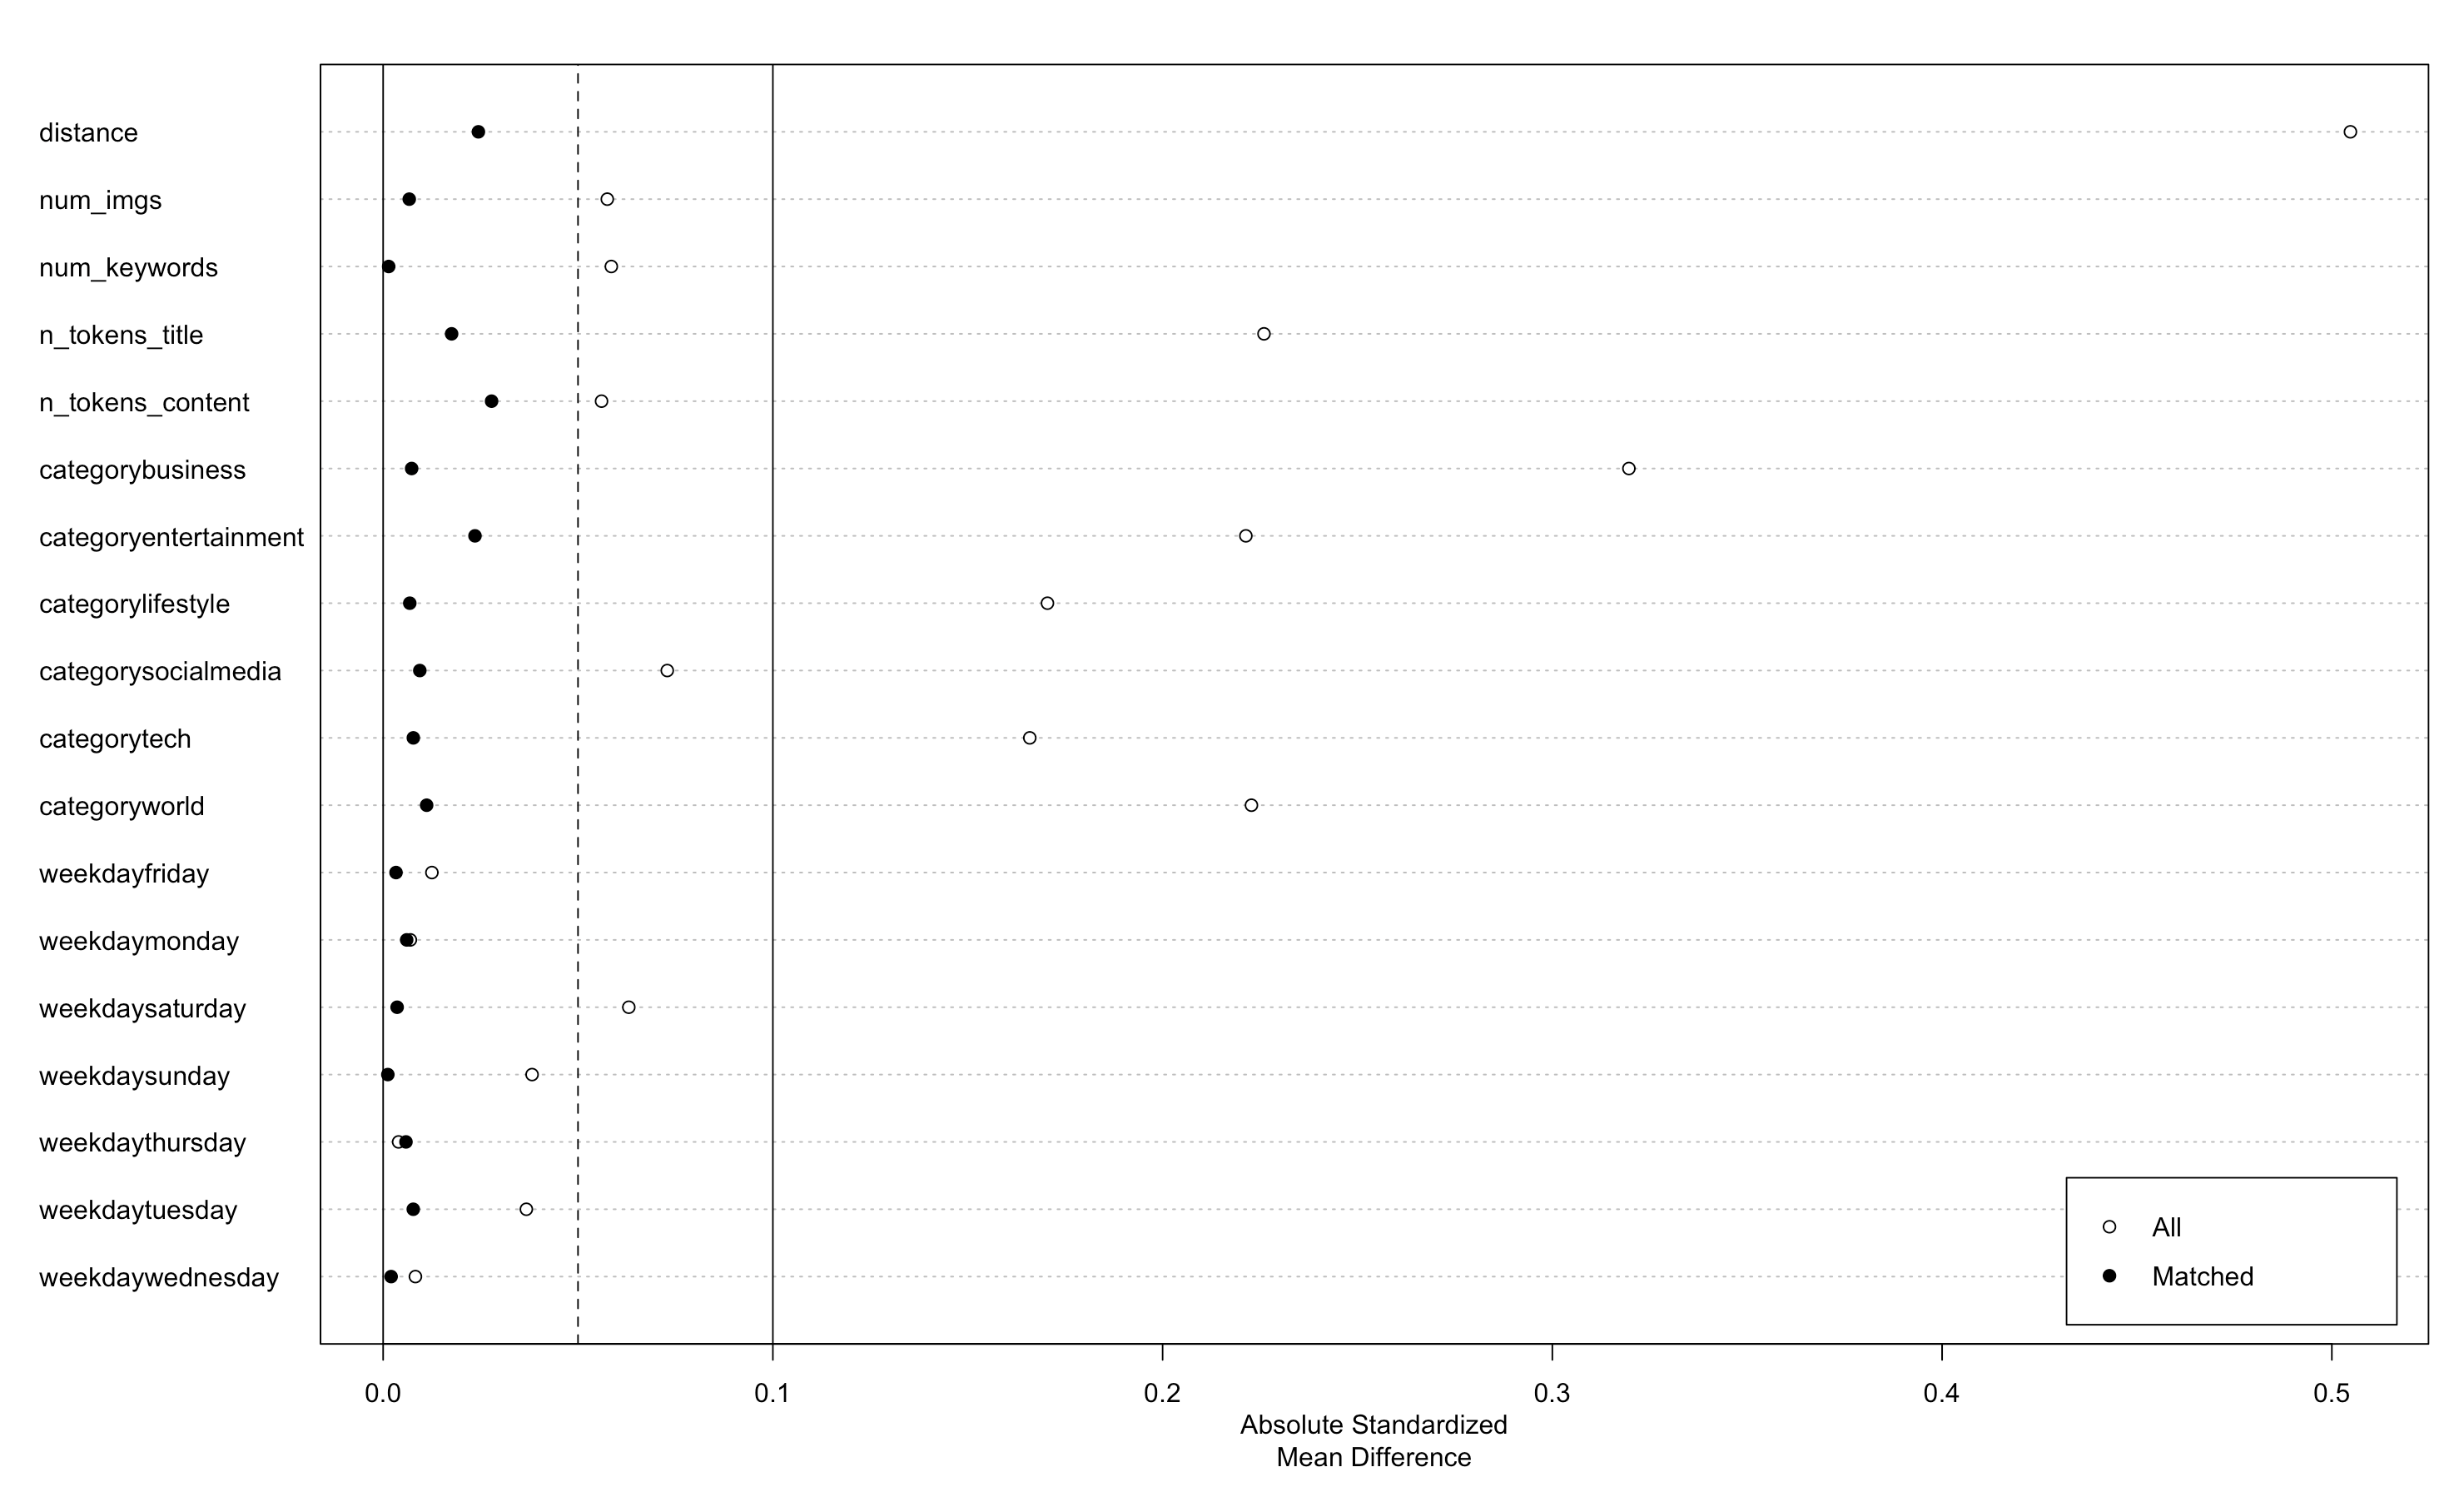 distance
num_imgs
num_keywords
n_tokens_title
n_tokens_content
categorybusiness
categoryentertainment
categorylifestyle
categorysocialmedia
categorytech
categoryworld
weekdayfriday
weekdaymonday
weekdaysaturday
weekdaysunday
weekdaythursday
weekdaytuesday
weekdaywednesday
All
Matched
0.0 0.1 0.2 0.3 0.4 0.5
Absolute Standardized
Mean Difference